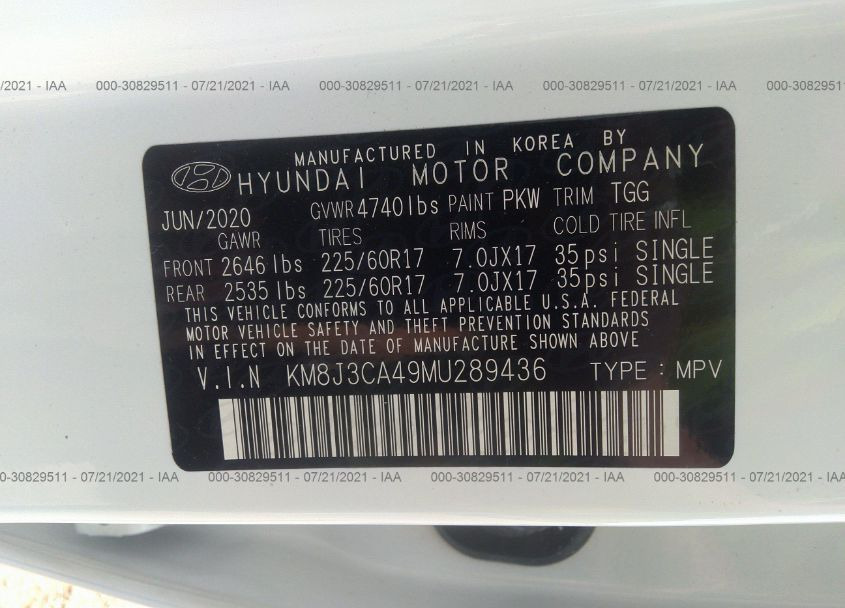 /2021 - IAA 000-30829511 - 07/21/2021 - IAA 000-30829511 - 07/21/2021 - IAA 000-30829511 - 07/21/2021 - IAA 000-308295
MANUFACTURED IN KOREA BY
HYUNDAI MOTOR COMPANY
JUN/2020 GVWR 4740 lbs PAINT PKW TRIM TGG
GAWR TIRES RIMS COLD TIRE INFL
FRONT 2646 lbs 225/60R17 7.0JX17 35psi SINGLE
REAR 2535 lbs 225/60R17 7.0JX17 35psi SINGLE
THIS VEHICLE CONFORMS TO ALL APPLICABLE U.S.A. FEDERAL
MOTOR VEHICLE SAFETY AND THEFT PREVENTION STANDARDS
IN EFFECT ON THE DATE OF MANUFACTURE SHOWN ABOVE
V.I.N KM8J3CA49MU289436 TYPE : MPV
0-30829511 - 07/21/2021 - IAA 000-30829511 - 07/21/2021 - IAA 000-30829511 - 07/21/2021 - IAA 000-30829511 - 07/21/2021 - IAA